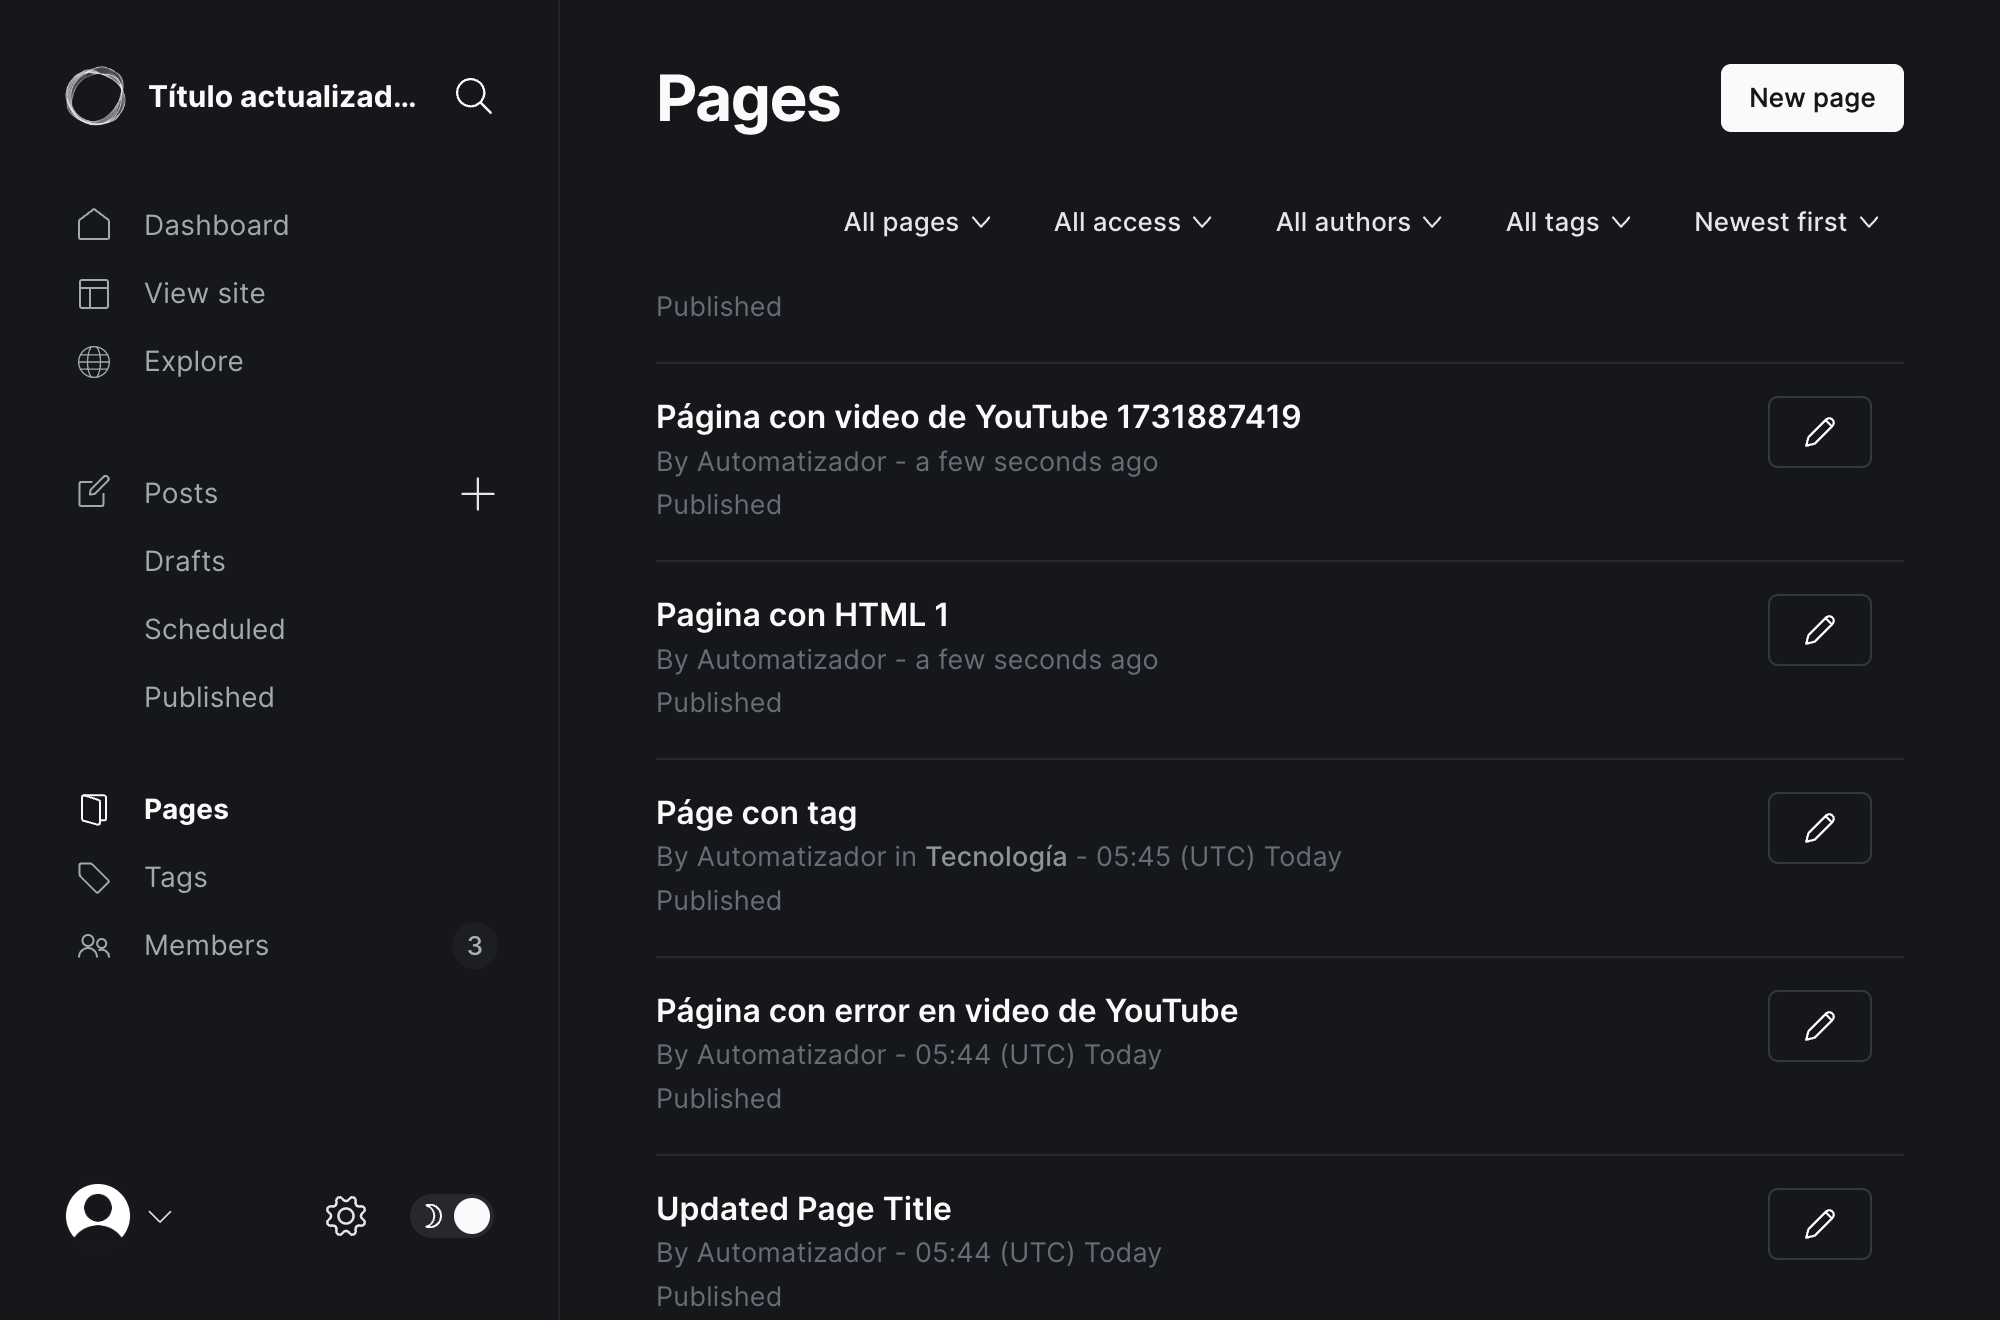 Título actualizad...
Dashboard
View site
Explore
Posts
Drafts
Scheduled
Published
Pages
Tags
Members
3
Pages
New page
All pages
All access
All authors
All tags
Newest first
Published
Página con video de YouTube 1731887419
By Automatizador - a few seconds ago
Published
Pagina con HTML 1
By Automatizador - a few seconds ago
Published
Páge con tag
By Automatizador in Tecnología - 05:45 (UTC) Today
Published
Página con error en video de YouTube
By Automatizador - 05:44 (UTC) Today
Published
Updated Page Title
By Automatizador - 05:44 (UTC) Today
Published